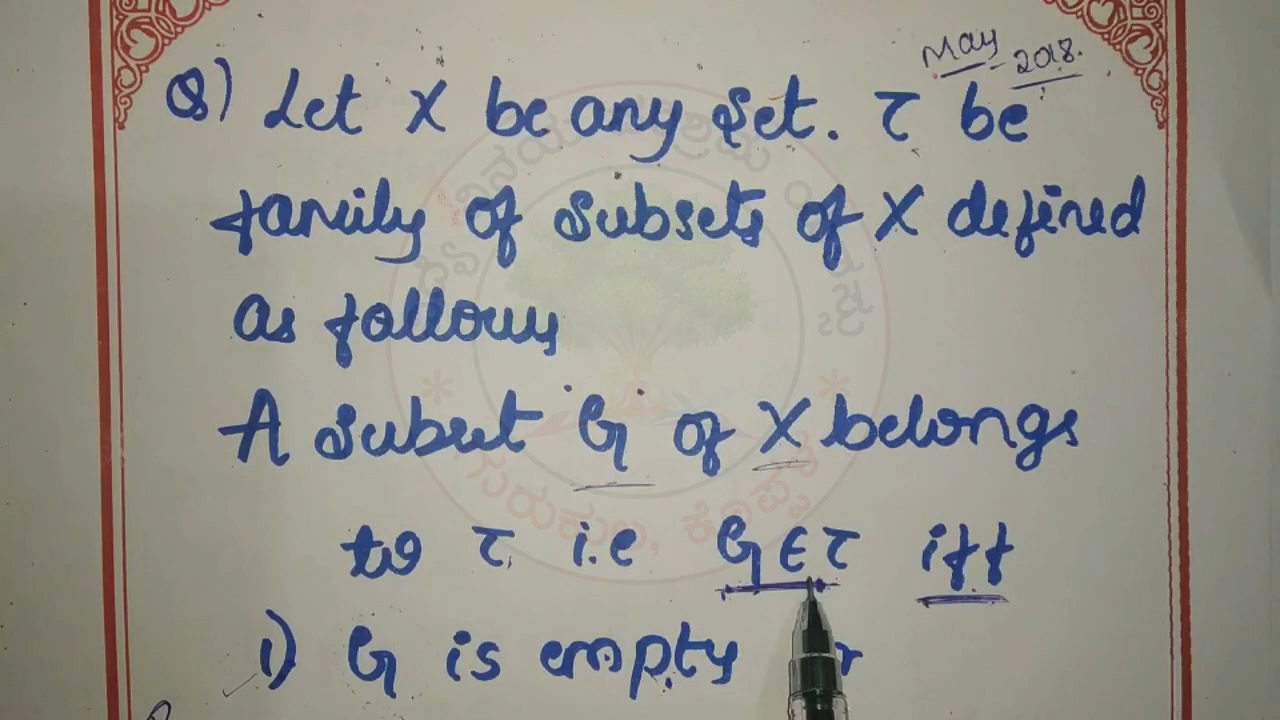 May 2018.
Q) Let X be any Set. τ be
family of subsets of X defined
as follows
A subset G of X belongs
to τ i.e G∈τ iff
1) G is empty
ಗುರುಕುಲ, ಕೊಪ್ಪಳ